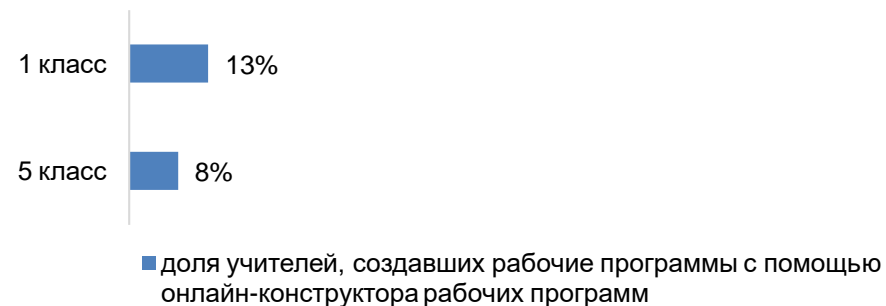 1 класс
13%
5 класс
8%
доля учителей, создавших рабочие программы с помощью
онлайн-конструктора рабочих программ